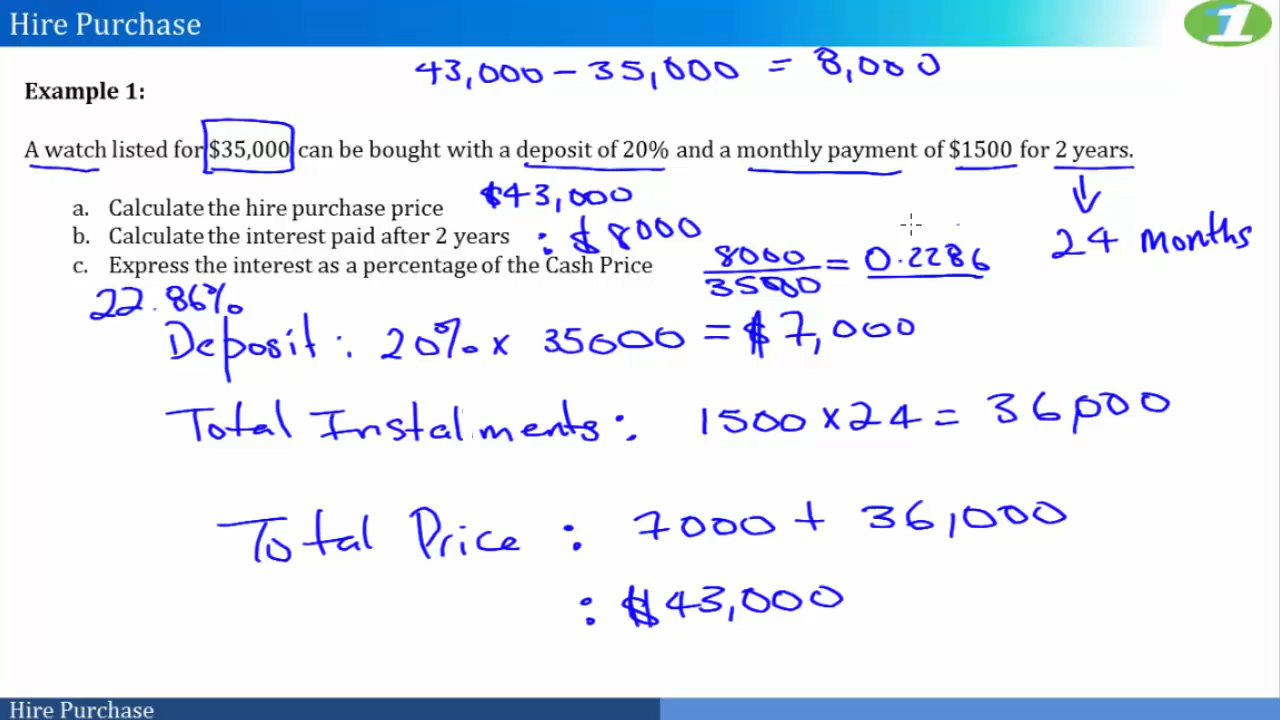 Hire Purchase
1
43,000 - 35,000 = 8,000
Example 1:
A watch listed for $35,000 can be bought with a deposit of 20% and a monthly payment of $1500 for 2 years.
a. Calculate the hire purchase price $43,000
b. Calculate the interest paid after 2 years : $8000
24 months
c. Express the interest as a percentage of the Cash Price 8000/35000 = 0.2286
22.86%
Deposit : 20% x 35000 = $7,000
Total Instalments : 1500 x 24 = 36,000
Total Price : 7000 + 36,000
: $43,000
Hire Purchase